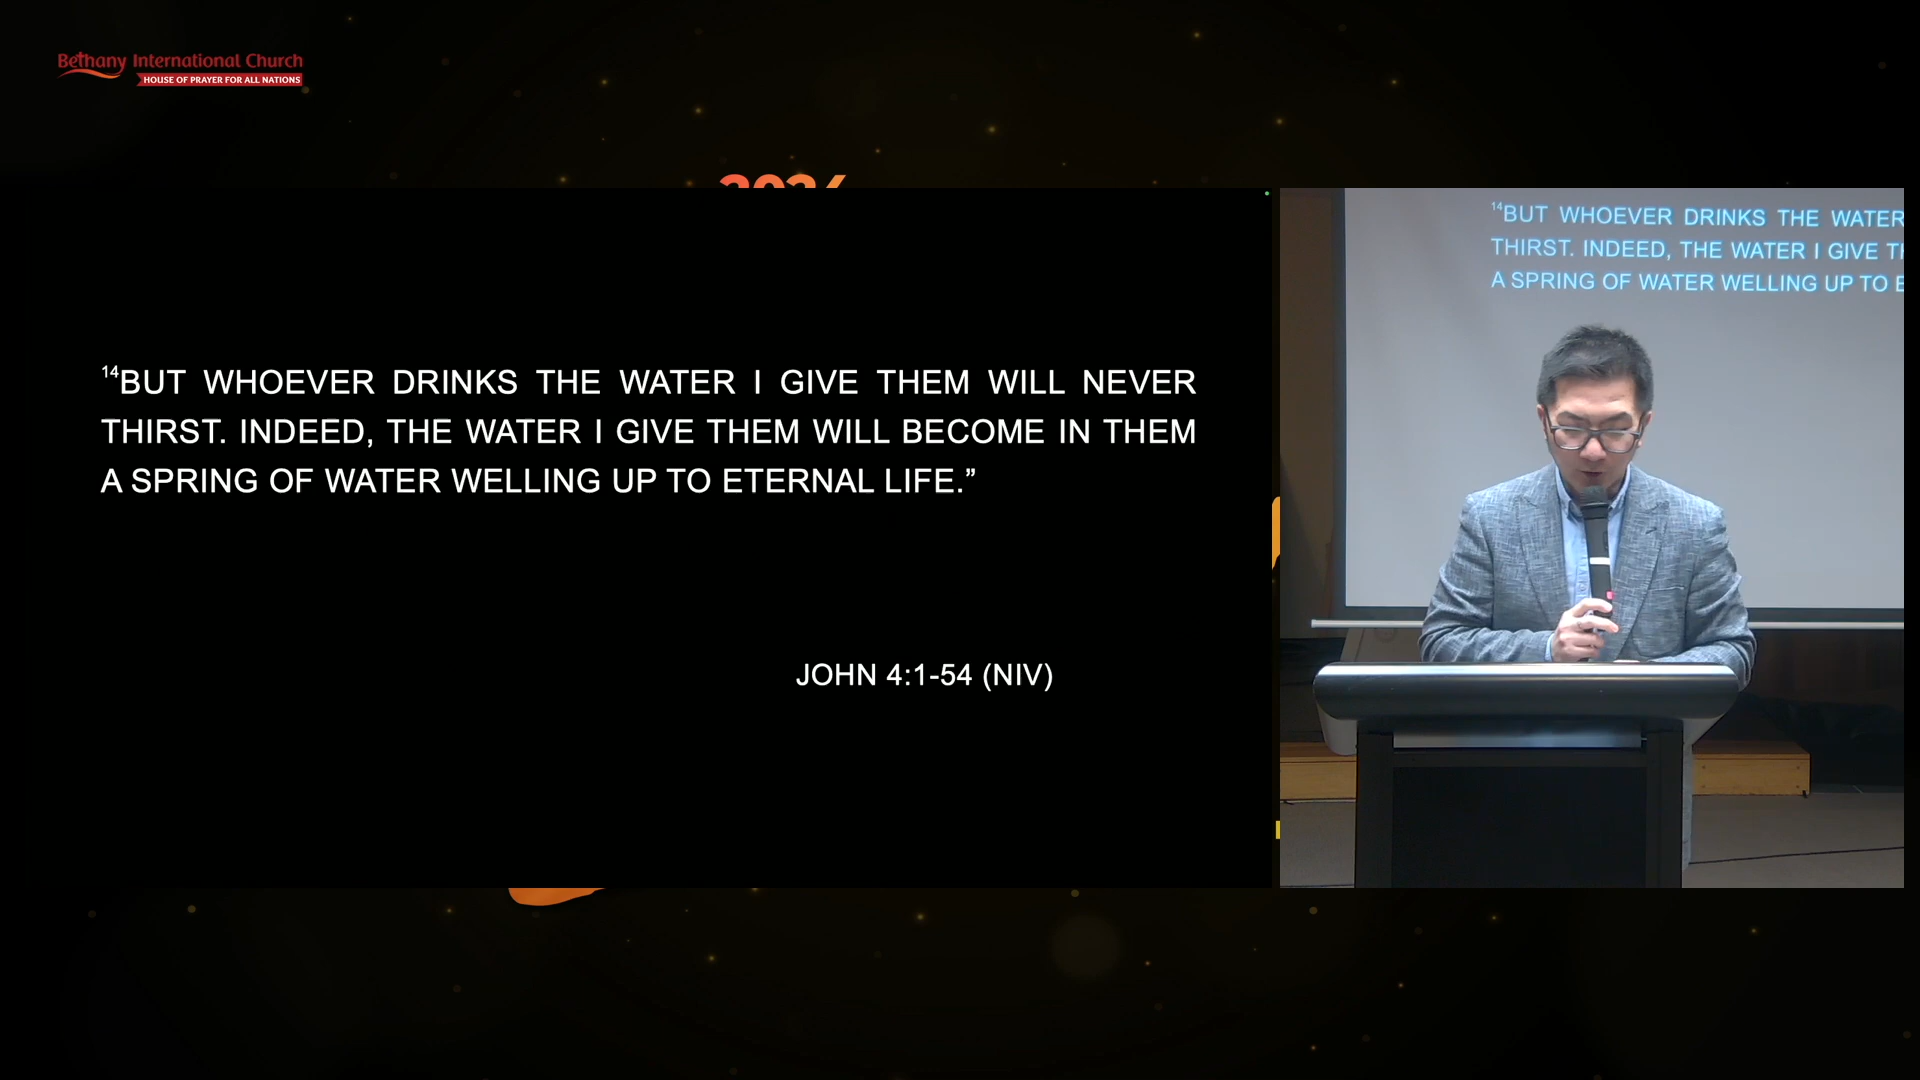 Bethany International Church
HOUSE OF PRAYER FOR ALL NATIONS
¹⁴BUT WHOEVER DRINKS THE WATER I GIVE THEM WILL NEVER
THIRST. INDEED, THE WATER I GIVE THEM WILL BECOME IN THEM
A SPRING OF WATER WELLING UP TO ETERNAL LIFE.”
JOHN 4:1-54 (NIV)
¹⁴BUT WHOEVER DRINKS THE WATER
THIRST. INDEED, THE WATER I GIVE
A SPRING OF WATER WELLING UP TO